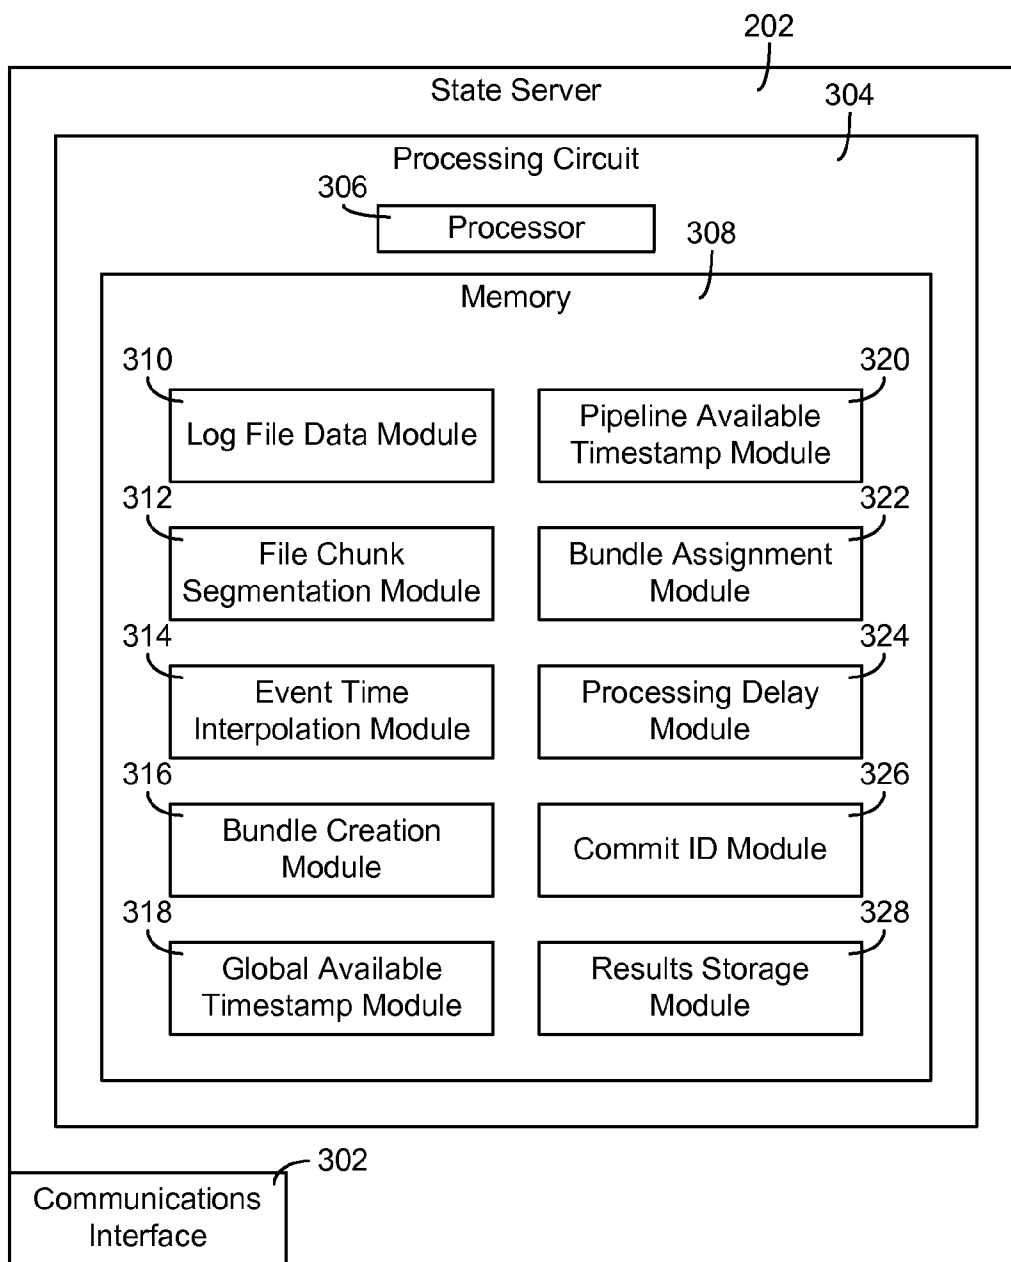 202
State Server
304
Processing Circuit
306
Processor
308
Memory
310
Log File Data Module
320
Pipeline Available
Timestamp Module
312
File Chunk
Segmentation Module
322
Bundle Assignment
Module
314
Event Time
Interpolation Module
324
Processing Delay
Module
316
Bundle Creation
Module
326
Commit ID Module
318
Global Available
Timestamp Module
328
Results Storage
Module
302
Communications
Interface